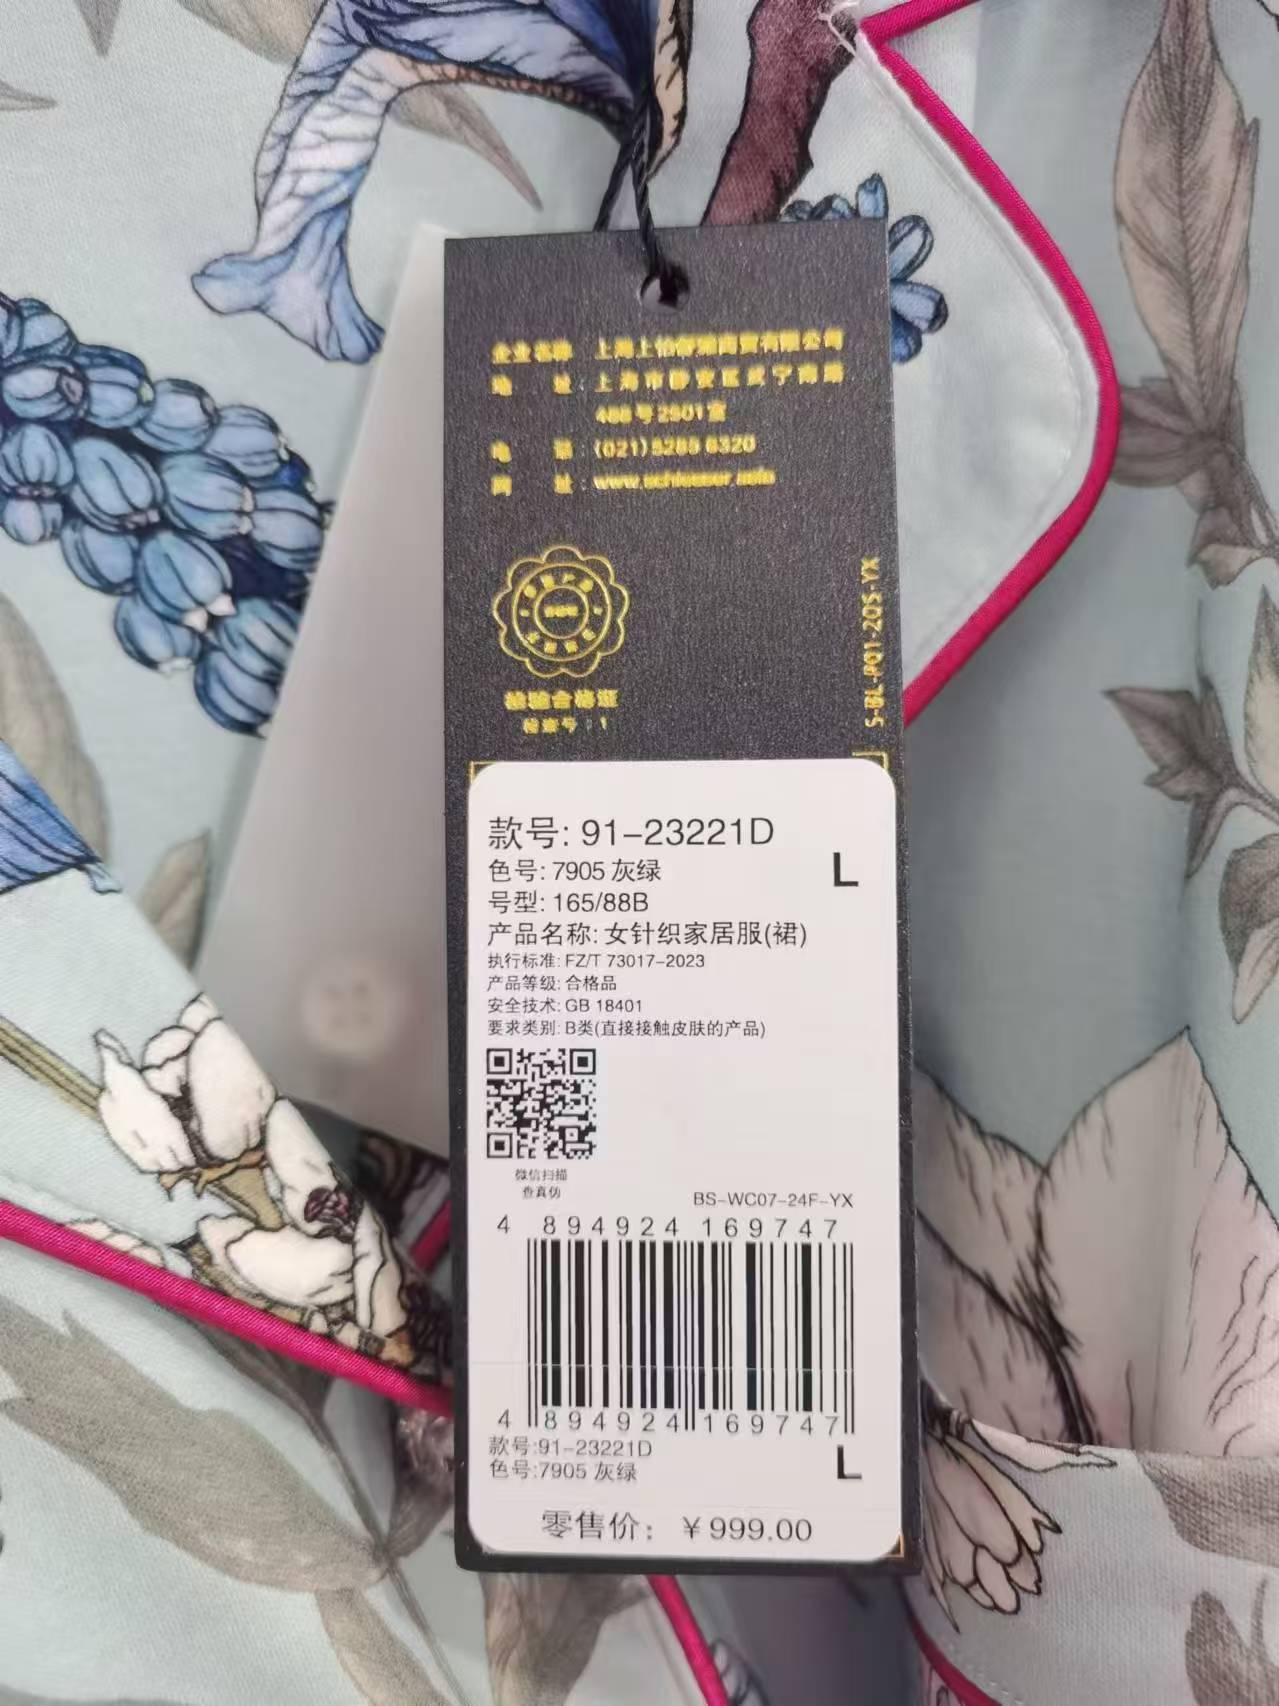 企业名称 上海上怡舒瑞商贸有限公司
地 址:上海市静安区武宁南路
488号2501室
电 话:(021)5285 6320
网 址:www.schiesser.asia
检验合格证
检察号:1
S-BL-PQ1-2QS-YX
款号: 91-23221D
色号: 7905 灰绿 L
号型: 165/88B
产品名称: 女针织家居服(裙)
执行标准: FZ/T 73017-2023
产品等级: 合格品
安全技术: GB 18401
要求类别: B类(直接接触皮肤的产品)
微信扫描
查真伪
BS-WC07-24F-YX
4 894924 169747
4 894924 169747
款号:91-23221D
色号:7905 灰绿 L
零售价: ￥999.00